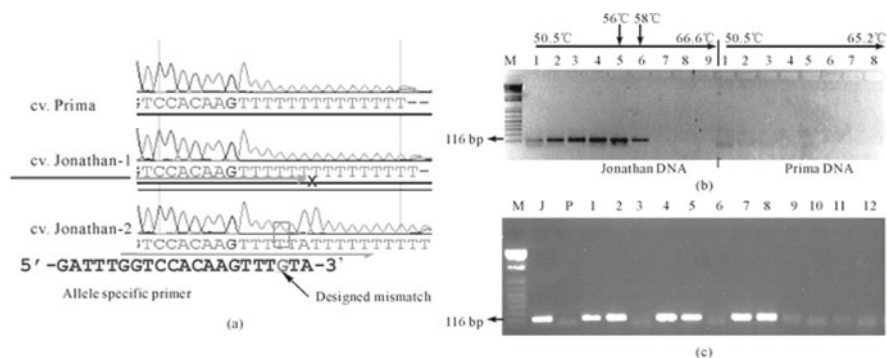 cv. Prima
GTCCACAAGTTTTTTTTTTTTTTT--
cv. Jonathan-1
GTCCACAAGTTTTTTTTTTTTTTTT-
X
cv. Jonathan-2
GTCCACAAGTTTTTATTTTTTTTT
5'-GATTTGGTCCACAAGTTTGTA-3`
Allele specific primer
Designed mismatch
(a)
56℃ 58℃
50.5℃ 66.6℃ 50.5℃ 65.2℃
M 1 2 3 4 5 6 7 8 9 1 2 3 4 5 6 7 8
116 bp
Jonathan DNA Prima DNA
(b)
M J P 1 2 3 4 5 6 7 8 9 10 11 12
116 bp
(c)